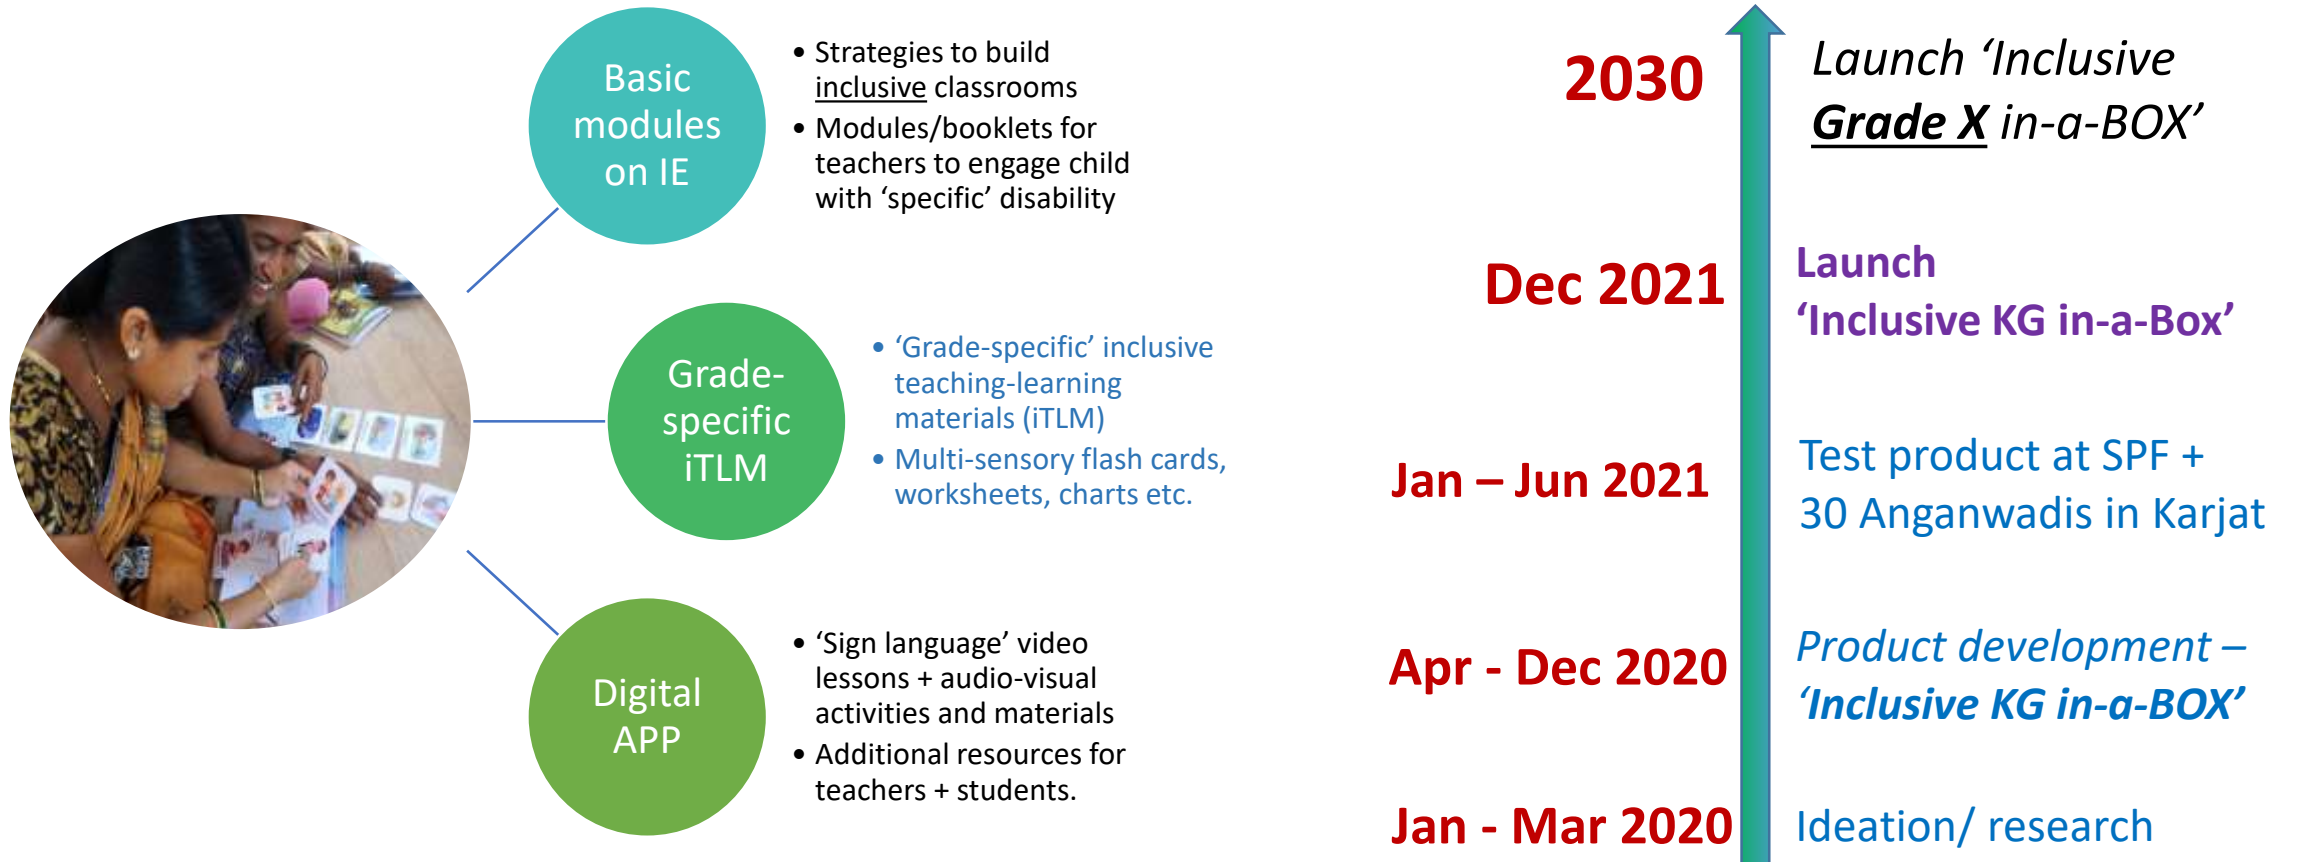 Basic
modules
on IE
• Strategies to build
inclusive classrooms
• Modules/booklets for
teachers to engage child
with ‘specific’ disability
Grade-
specific
iTLM
• ‘Grade-specific’ inclusive
teaching-learning
materials (iTLM)
• Multi-sensory flash cards,
worksheets, charts etc.
Digital
APP
• ‘Sign language’ video
lessons + audio-visual
activities and materials
• Additional resources for
teachers + students.
2030
Launch ‘Inclusive
Grade X in-a-BOX’
Dec 2021
Launch
‘Inclusive KG in-a-Box’
Jan – Jun 2021
Test product at SPF +
30 Anganwadis in Karjat
Apr - Dec 2020
Product development –
‘Inclusive KG in-a-BOX’
Jan - Mar 2020
Ideation/ research